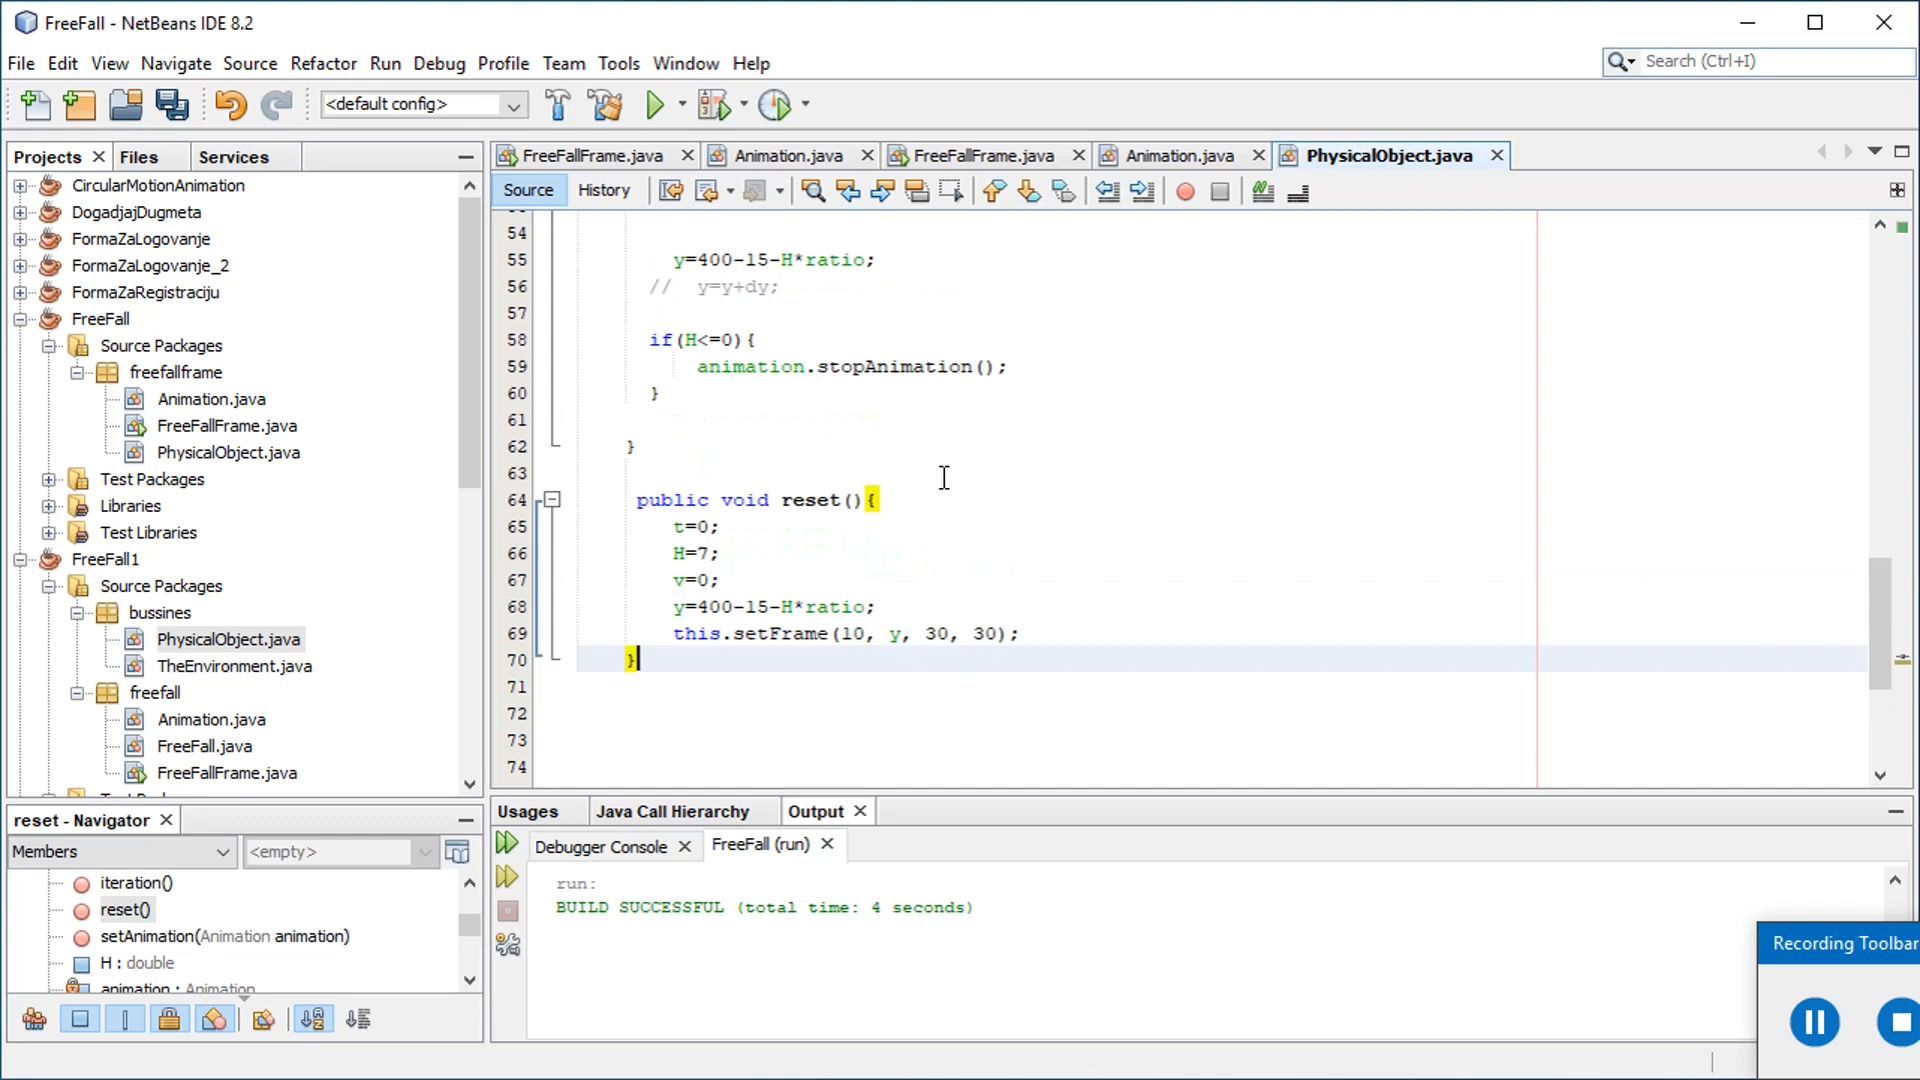 FreeFall - NetBeans IDE 8.2
File Edit View Navigate Source Refactor Run Debug Profile Team Tools Window Help
Search (Ctrl+I)
<default config>
Projects Files Services
CircularMotionAnimation
DogadjajDugmeta
FormaZaLogovanje
FormaZaLogovanje_2
FormaZaRegistraciju
FreeFall
Source Packages
freefallframe
Animation.java
FreeFallFrame.java
PhysicalObject.java
Test Packages
Libraries
Test Libraries
FreeFall1
Source Packages
bussines
PhysicalObject.java
TheEnvironment.java
freefall
Animation.java
FreeFall.java
FreeFallFrame.java
reset - Navigator
Members <empty>
iteration()
reset()
setAnimation(Animation animation)
H : double
animation : Animation
FreeFallFrame.java Animation.java FreeFallFrame.java Animation.java PhysicalObject.java
Source History
54
55 y=400-15-H*ratio;
56 // y=y+dy;
57
58 if(H<=0){
59 animation.stopAnimation();
60 }
61
62 }
63
64 public void reset(){
65 t=0;
66 H=7;
67 v=0;
68 y=400-15-H*ratio;
69 this.setFrame(10, y, 30, 30);
70 }
71
72
73
74
Usages Java Call Hierarchy Output
Debugger Console FreeFall (run)
run:
BUILD SUCCESSFUL (total time: 4 seconds)
Recording Toolbar